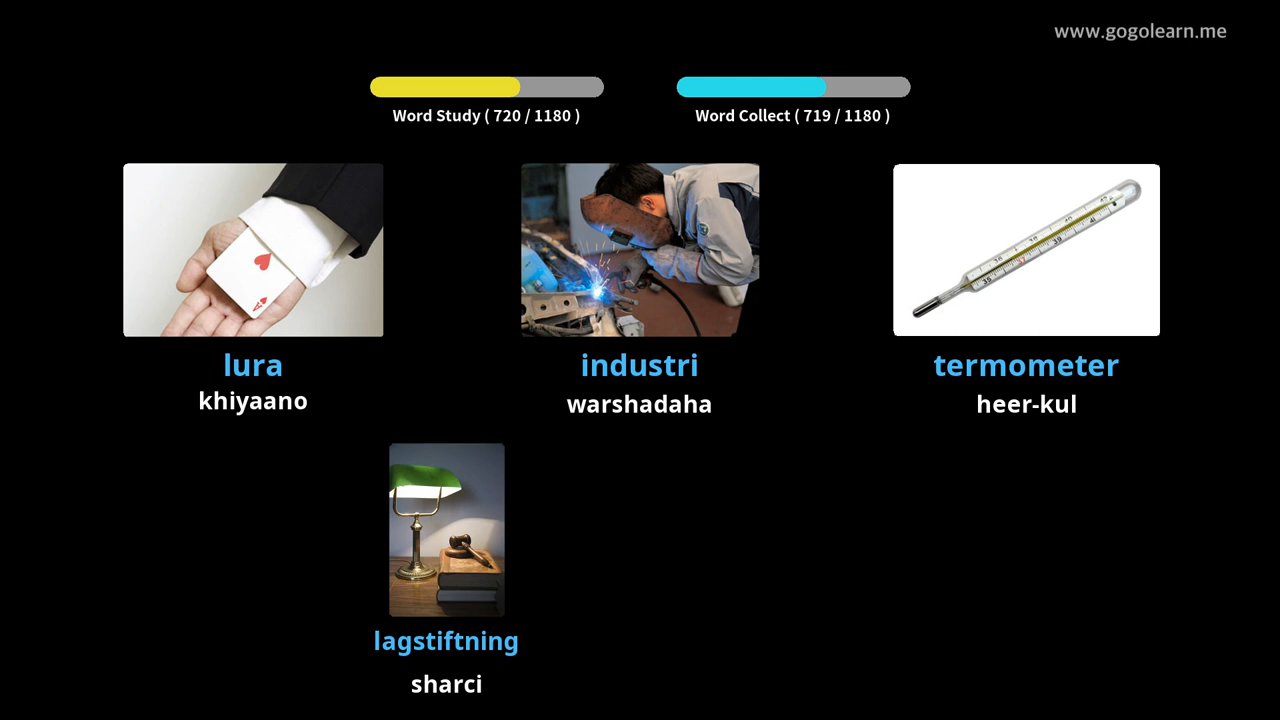 www.gogolearn.me
Word Study ( 720 / 1180 )
Word Collect ( 719 / 1180 )
lura
khiyaano
industri
warshadaha
termometer
heer-kul
lagstiftning
sharci